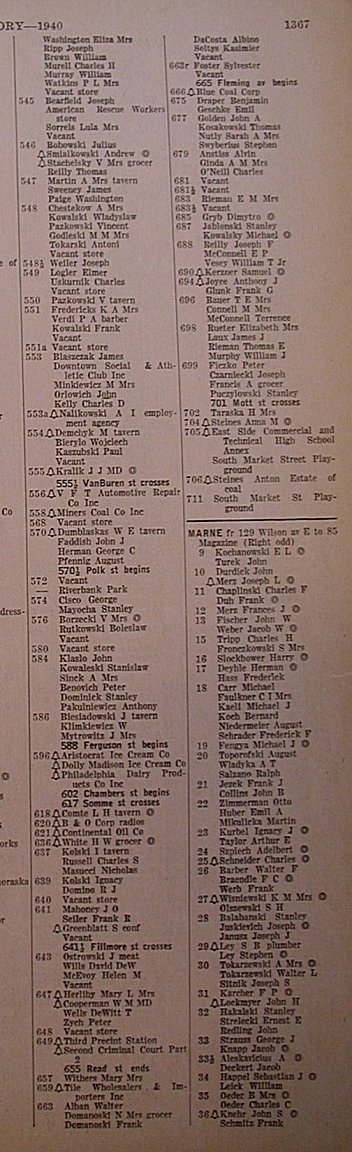 ORY—1940 1367
Washington Eliza Mrs
Ripp Joseph
Brown William
Murell Charles H
Murray William
Watkins P L Mrs
Vacant store
545 Bearfield Joseph
American Rescue Workers
store
Sorrels Lula Mrs
Vacant
546 Bobowski Julius
△Smialkowski Andrew ◎
△Stachelsky V Mrs grocer
Reilly Thomas
547 Martin A Mrs tavern
Sweeney James
Paige Washington
548 Chestekow A Mrs
Kowalski Wladyslaw
Pazkowski Vincent
Godleski M M Mrs
Tokarski Antoni
Vacant store
e of 548½ Weller Joseph
549 Logler Elmer
Uskurnik Charles
Vacant store
550 Pazkowski V tavern
551 Fredericks K A Mrs
Verdi P A barber
Kowalski Frank
Vacant
551a Vacant store
553 Blaszczak James
Downtown Social & Ath-
letic Club Inc
Minkiewicz M Mrs
Orlowich John
Kelly Charles D
553a△Nalikowski A I employ-
ment agency
554△Demchyk M tavern
Bierylo Wojciech
Kaszubski Paul
Vacant
555△Kralik J J MD ◎
555½ VanBuren st crosses
556△V F T Automotive Repair
Co Inc
558△Miners Coal Co Inc
568 Vacant store
570△Dumblaskas W E tavern
Faddish John J
Herman George C
Pfennig August
570½ Polk st begins
572 Vacant
— Riverbank Park
574 Cisco George
Mayocha Stanley
576 Borzecki V Mrs ◎
Rutkowski Boleslaw
Vacant
580 Vacant store
584 Klaslo John
Kowaleski Stanislaw
Sinck A Mrs
Benovich Peter
Dominick Stanley
Pakulniewicz Anthony
586 Biesiadowski J tavern
Klimkiewicz W
Mytrowitz J Mrs
588 Ferguson st begins
596△Aristocrat Ice Cream Co
△Dolly Madison Ice Cream Co
△Philadelphia Dairy Prod-
ucts Co Inc
602 Chambers st begins
617 Somme st crosses
618△Comte L H tavern ◎
620△B & O Corp radios
621△Continental Oil Co
636△White H W grocer ◎
637 Kolski I tavern
Russell Charles S
Masucci Nicholas
639 Kolski Ignacy
Domino R J
640 Vacant store
641 Mahoney J O
Seiler Frank R
△Greenblatt S conf
Vacant
641½ Fillmore st crosses
643 Ostrowski J meat
Wills David DeW
McEvoy Helen M
Vacant
647△Herlihy Mary L Mrs
△Cooperman W M MD
Wells DeWitt T
Zych Peter
648 Vacant store
649△Third Precint Station
△Second Criminal Court Part
2
655 Read st ends
657 Withers Mary Mrs
659△Tile Wholesalers & Im-
porters Inc
663 Alban Walter
Domanoski N Mrs grocer
Domanoski Frank
DaCosta Albino
Soltys Kasimier
Vacant
663r Foster Sylvester
Vacant
665 Fleming av begins
666△Blue Coal Corp
675 Draper Benjamin
Geschke Emil
677 Golden John A
Kosakowski Thomas
Nutly Sarah A Mrs
Swyberius Stephen
679 Anstiss Alvin
Ginda A M Mrs
O'Neill Charles
681 Vacant
681½ Vacant
683 Rieman E M Mrs
683½ Vacant
685 Gryb Dimytro ◎
687 Jablonski Stanley
Kowalsky Michael ◎
688 Reilly Joseph F
McConnell E P
Vesey William T Jr
690△Kerzner Samuel ◎
694△Joyce Anthony J
Glunk Frank G
696 Bauer T E Mrs
Connell M Mrs
McConnell Terrence
698 Rueter Elizabeth Mrs
Laux James J
Rieman Thomas E
Murphy William J
699 Ficzko Peter
Czarniecki Joseph
Francis A grocer
Puczylowski Stanley
701 Mott st crosses
702 Taraska H Mrs
704△Steines Anna M ◎
705△East Side Commercial and
Technical High School
Annex
South Market Street Play-
ground
706△Steines Anton Estate of
coal
711 South Market St Play-
ground
MARNE fr 129 Wilson av E to 85
Magazine (Right odd)
9 Kochanowski E L ◎
Turek John
10 Durdick John
△Merz Joseph L ◎
11 Chaplinski Charles F
Duh Frank ◎
12 Merz Frances J ◎
13 Fischer John W
Weber Jacob W ◎
15 Tripp Charles H
Fronczkowski S Mrs
16 Slockbower Harry ◎
17 Deyhle Herman ◎
Hass Frederick
18 Carr Michael
Faulkner C I Mrs
Kaeli Michael J
Koch Bernard
Niedermeier August
Schrader Frederick F
19 Fengya Michael J ◎
20 Toporofski August
Wladyka A T
Salzano Ralph
21 Jezek Frank J
Collins John B
22 Zimmerman Otto
Huber Emil A
Mikulicka Martin
23 Kurbel Ignacy J ◎
Taylor Arthur E
24 Szpiech Adelbert ◎
25△Schneider Charles ◎
26 Barber Walter F
Braendle F C ◎
Werb Frank
27△Wisniewski K M Mrs ◎
Olszewski S H
28 Balabanski Stanley
Juskievich Joseph ◎
Janusz Joseph J
29△Ley S B plumber
Ley Stephen ◎
30 Tokarzewski A Mrs ◎
Tokarzewski Walter L
Sitnik Joseph S
31 Karcher F P ◎
△Lockmyer John H
32 Hakalski Stanley
Strelecki Ernest E
Redling John
33 Strauss George J
Knapp Jacob ◎
33½△Aleskavicius A ◎
Deckert Jacob
34 Happel Sebastian J ◎
Leick William
35 Oeder B Mrs ◎
Oeder Charles C
36△Knehr John S ◎
Schmitz Frank